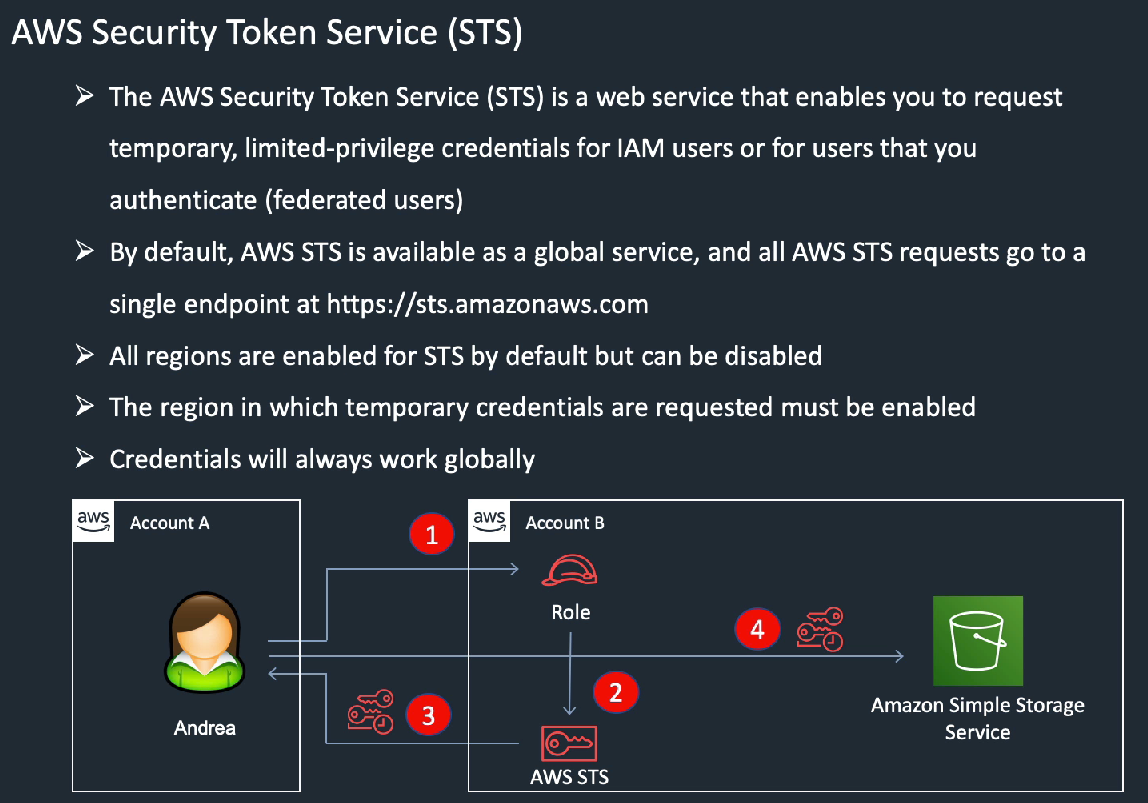 AWS Security Token Service (STS)
➢ The AWS Security Token Service (STS) is a web service that enables you to request
temporary, limited-privilege credentials for IAM users or for users that you
authenticate (federated users)
➢ By default, AWS STS is available as a global service, and all AWS STS requests go to a
single endpoint at https://sts.amazonaws.com
➢ All regions are enabled for STS by default but can be disabled
➢ The region in which temporary credentials are requested must be enabled
➢ Credentials will always work globally
aws
Account A
1
aws
Account B
Role
4
2
Andrea
3
AWS STS
Amazon Simple Storage
Service